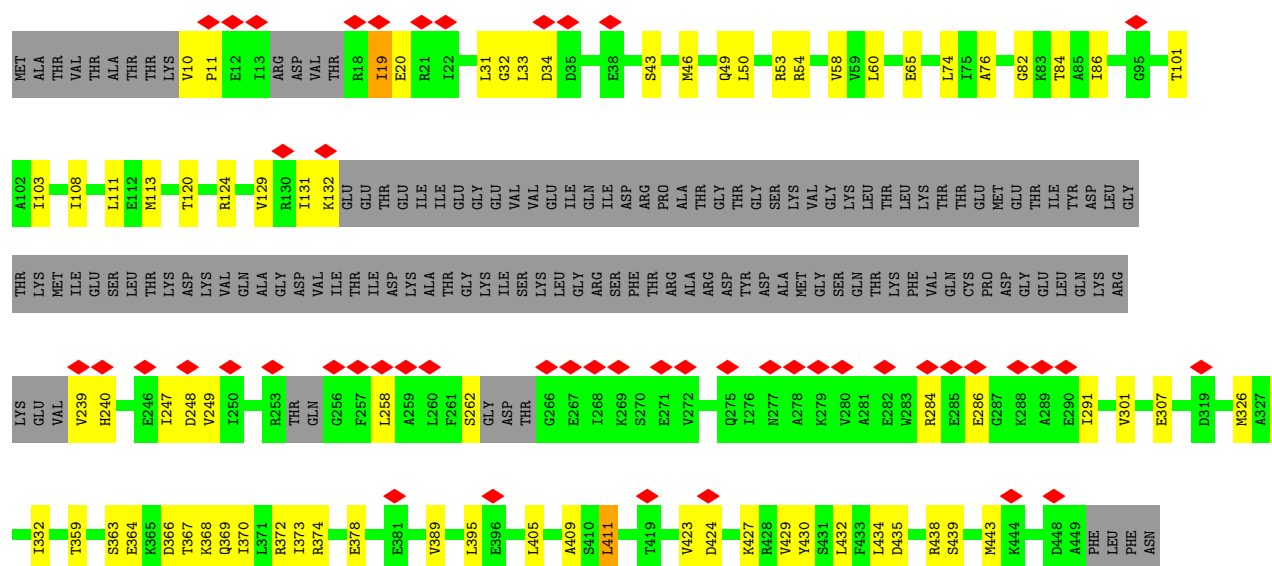 MET ALA THR VAL THR ALA THR THR LYS V10 P11 E12 I13 ARG ASP VAL THR R18 I19 E20 R21 I22 L31 G32 L33 D34 D35 E38 S43 M46 Q49 L50 R53 R54 V58 V59 L60 E65 L74 I75 A76 G82 K83 T84 A85 I86 G95 T101
A102 I103 I108 L111 E112 M113 T120 R124 V129 R130 I131 K132 GLU GLU THR GLU ILE ILE GLU GLY GLU VAL VAL GLU ILE GLN ILE ASP ARG PRO ALA THR GLY THR GLY SER LYS VAL GLY LYS LEU THR LEU LYS THR THR GLU MET GLU THR ILE TYR ASP LEU GLY
THR LYS MET ILE GLU SER LEU THR LYS ASP LYS VAL GLN ALA GLY ASP VAL ILE THR ILE ASP LYS ALA THR GLY LYS ILE SER LYS LEU GLY ARG SER PHE THR ARG ALA ARG ASP TYR ASP ALA MET GLY SER GLN THR LYS PHE VAL GLN CYS PRO ASP GLY GLU LEU GLN LYS ARG
LYS GLU VAL V239 H240 E246 I247 D248 V249 I250 R253 THR GLN G256 F257 L258 A259 L260 F261 S262 GLY ASP THR G266 E267 I268 K269 S270 E271 V272 Q275 I276 N277 A278 K279 V280 A281 E282 W283 R284 E285 E286 G287 K288 A289 E290 I291 V301 E307 D319 M326 A327
I332 T359 S363 E364 K365 D366 T367 K368 Q369 I370 L371 R372 I373 R374 E378 E381 V389 L395 E396 L405 A409 S410 L411 T419 V423 D424 K427 R428 V429 Y430 S431 L432 F433 L434 D435 R438 S439 M443 K444 D448 A449 PHE LEU PHE ASN